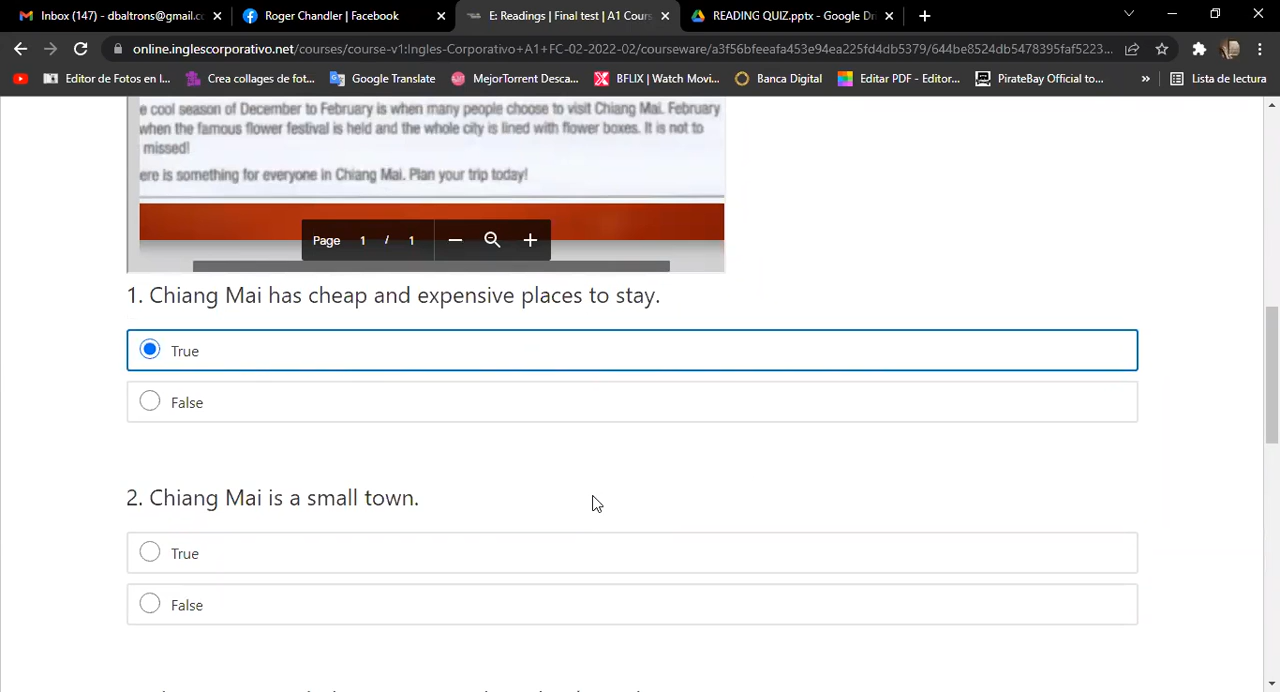 Inbox (147) - dbaltrons@gmail.cc
Roger Chandler | Facebook
E: Readings | Final test | A1 Cours
READING QUIZ.pptx - Google Dr
online.inglescorporativo.net/courses/course-v1:Ingles-Corporativo+A1+FC-02-2022-02/courseware/a3f56bfeeafa453e94ea225fd4db5379/644be8524db5478395faf5223...
Editor de Fotos en l...
Crea collages de fot...
Google Translate
MejorTorrent Desca...
BFLIX | Watch Movi...
Banca Digital
Editar PDF - Editor...
PirateBay Official to...
»
Lista de lectura
e cool season of December to February is when many people choose to visit Chiang Mai. February
when the famous flower festival is held and the whole city is lined with flower boxes. It is not to
missed!
ere is something for everyone in Chiang Mai. Plan your trip today!
Page 1 / 1
1. Chiang Mai has cheap and expensive places to stay.
True
False
2. Chiang Mai is a small town.
True
False